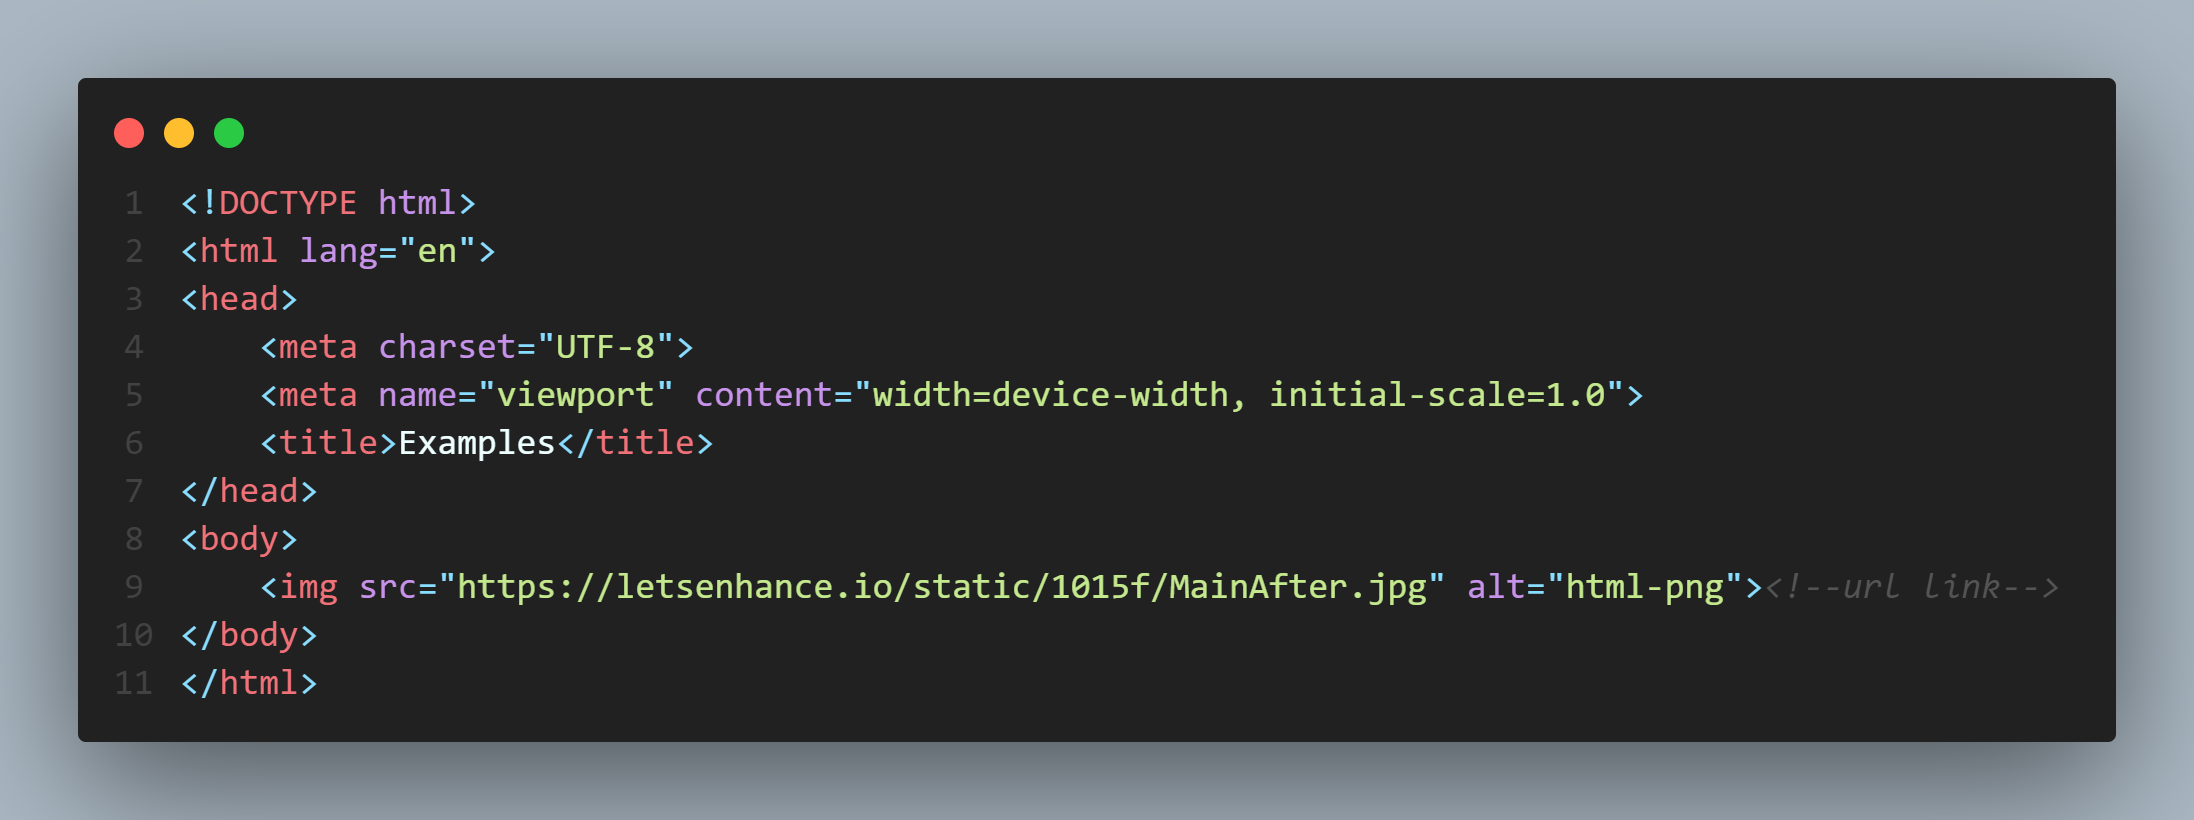 1 <!DOCTYPE html>
2 <html lang="en">
3 <head>
4     <meta charset="UTF-8">
5     <meta name="viewport" content="width=device-width, initial-scale=1.0">
6     <title>Examples</title>
7 </head>
8 <body>
9     <img src="https://letsenhance.io/static/1015f/MainAfter.jpg" alt="html-png"><!--url link-->
10 </body>
11 </html>